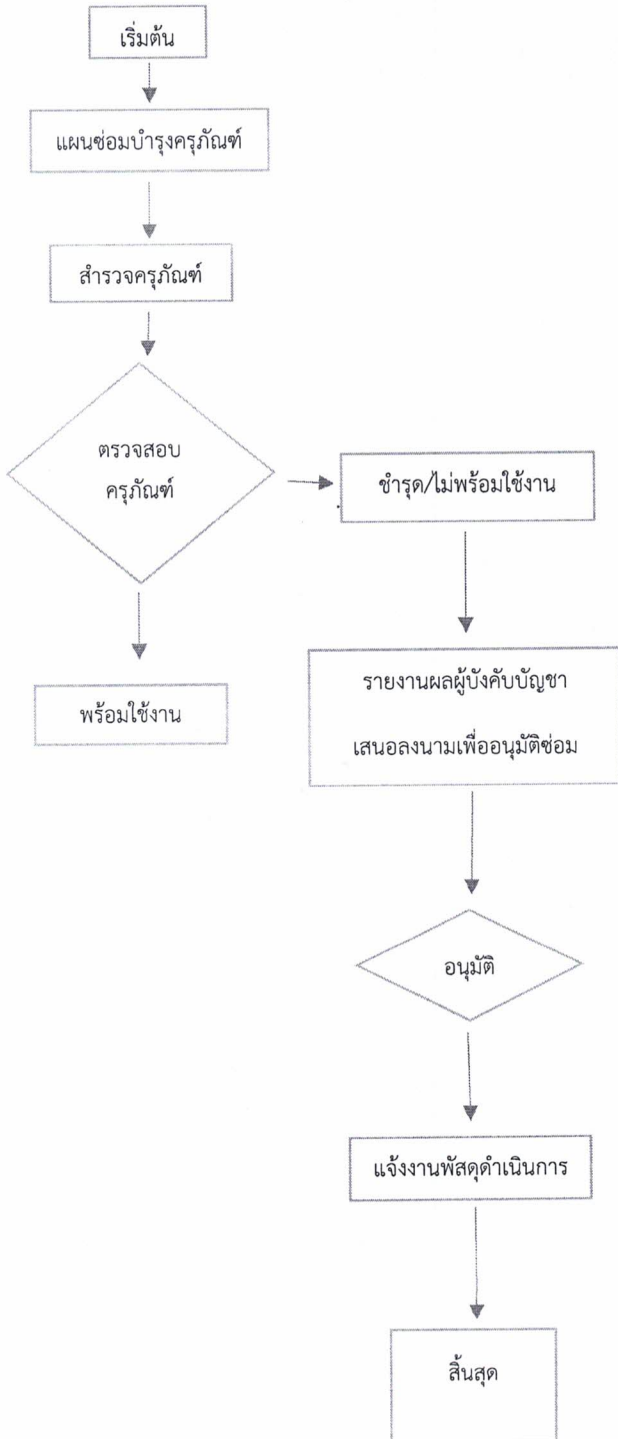 เริ่มต้น
แผนซ่อมบำรุงครุภัณฑ์
สำรวจครุภัณฑ์
ตรวจสอบ
ครุภัณฑ์
ชำรุด/ไม่พร้อมใช้งาน
พร้อมใช้งาน
รายงานผลผู้บังคับบัญชา
เสนอลงนามเพื่ออนุมัติซ่อม
อนุมัติ
แจ้งงานพัสดุดำเนินการ
สิ้นสุด